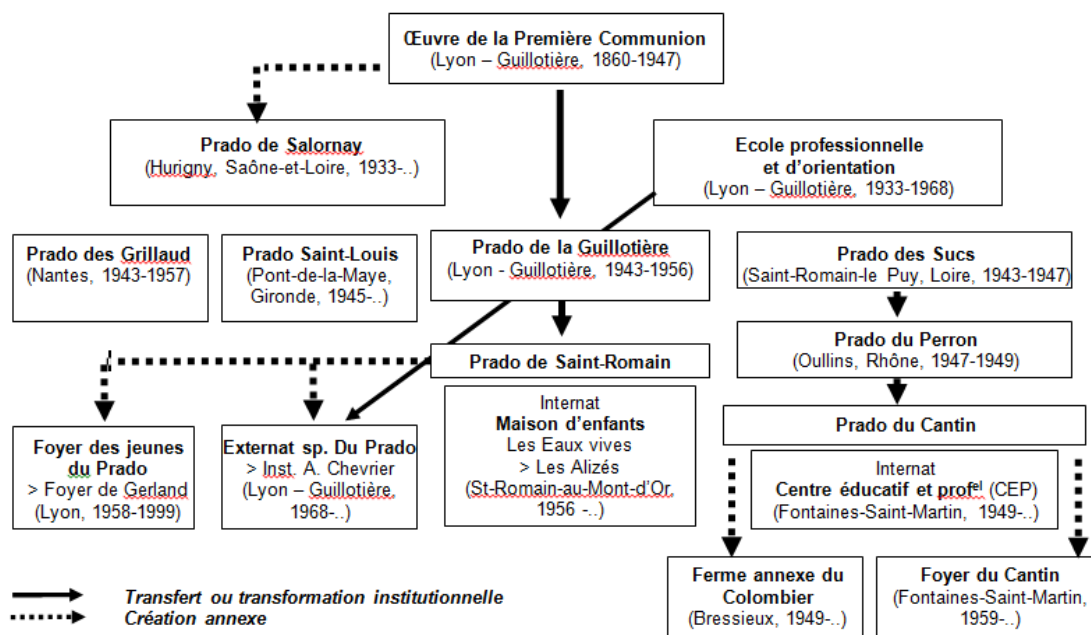 Œuvre de la Première Communion
(Lyon – Guillotière, 1860-1947)
Prado de Salornay
(Hurigny, Saône-et-Loire, 1933-..)
Ecole professionnelle
et d’orientation
(Lyon – Guillotière, 1933-1968)
Prado des Grillaud
(Nantes, 1943-1957)
Prado Saint-Louis
(Pont-de-la-Maye,
Gironde, 1945-..)
Prado de la Guillotière
(Lyon - Guillotière, 1943-1956)
Prado des Sucs
(Saint-Romain-le Puy, Loire, 1943-1947)
Prado du Perron
(Oullins, Rhône, 1947-1949)
Prado de Saint-Romain
Internat
Maison d’enfants
Les Eaux vives
> Les Alizés
(St-Romain-au-Mont-d’Or,
1956 -..)
Prado du Cantin
Internat
Centre éducatif et profel (CEP)
(Fontaines-Saint-Martin, 1949-..)
Foyer des jeunes
du Prado
> Foyer de Gerland
(Lyon, 1958-1999)
Externat sp. Du Prado
> Inst. A. Chevrier
(Lyon – Guillotière,
1968-..)
Ferme annexe du
Colombier
(Bressieux, 1949-..)
Foyer du Cantin
(Fontaines-Saint-Martin,
1959-..)
Transfert ou transformation institutionnelle
Création annexe